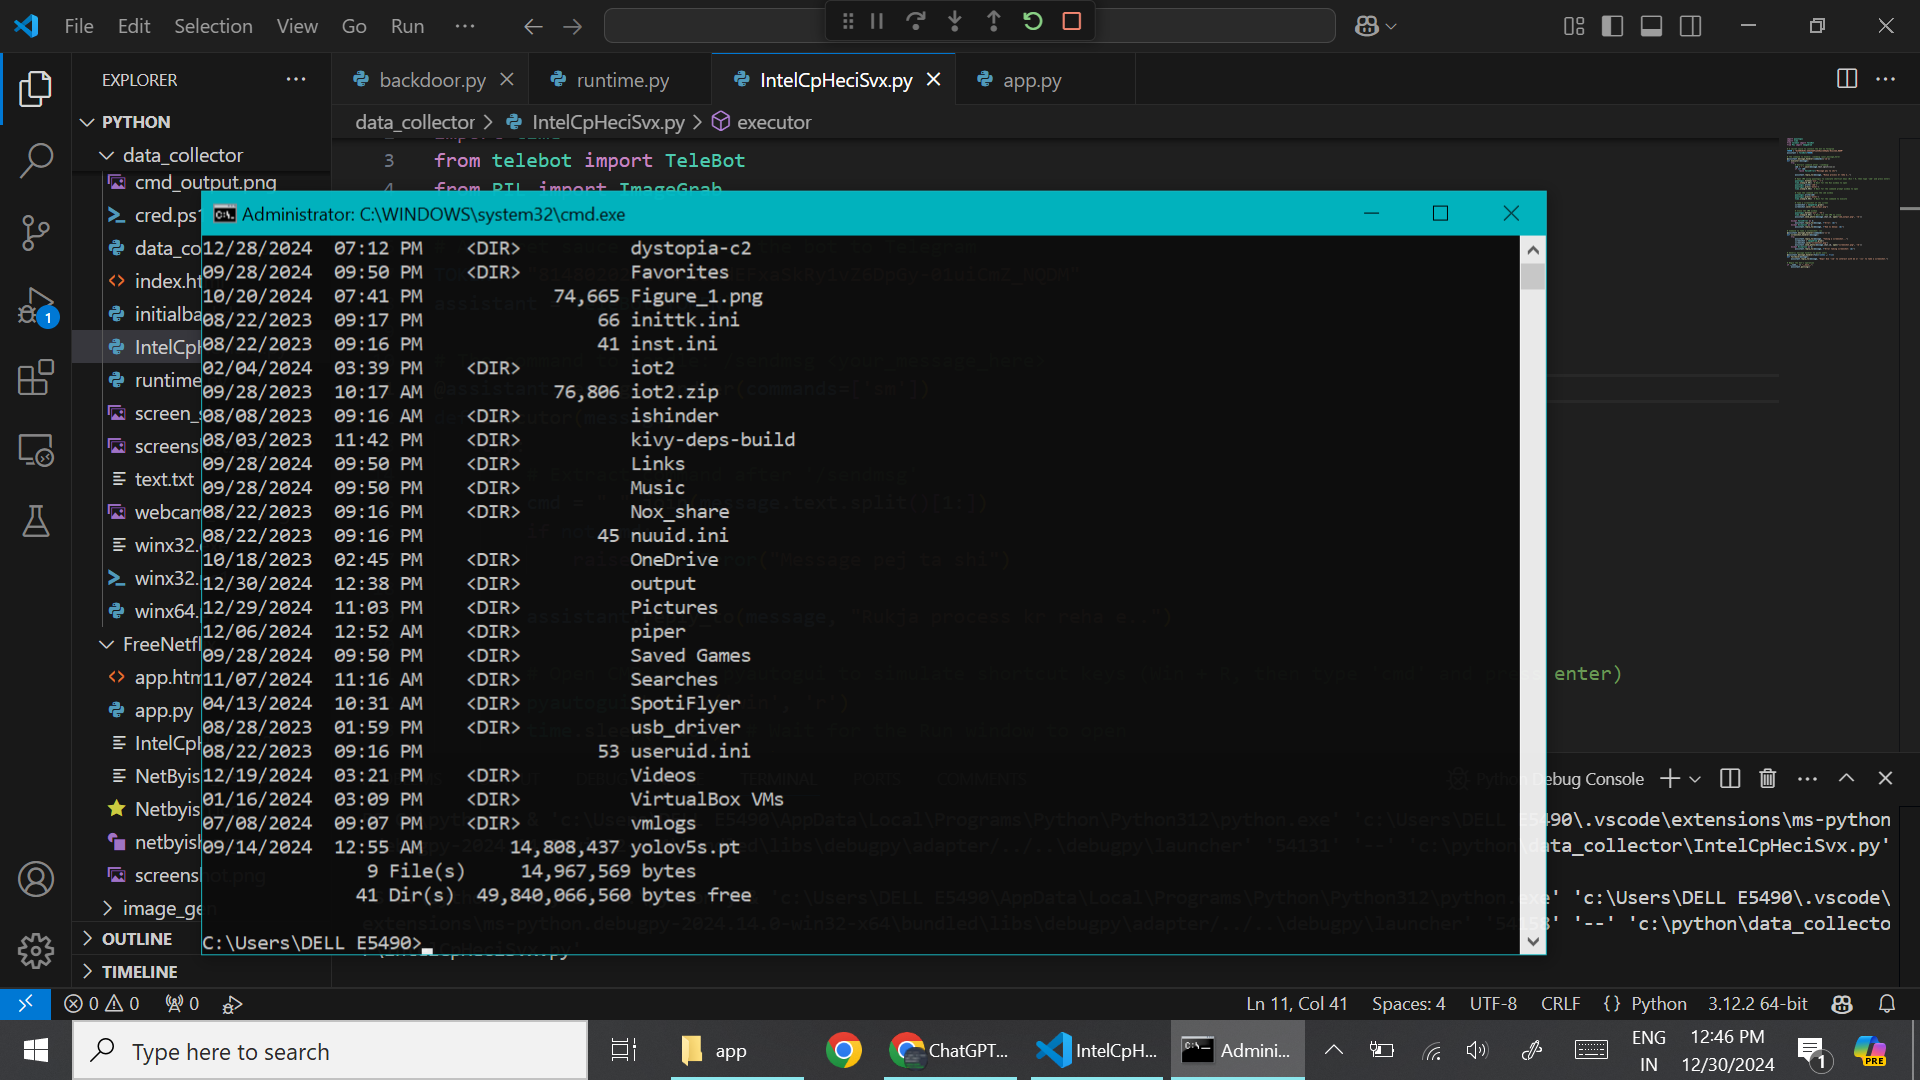 File Edit Selection View Go Run ···
EXPLORER ···
backdoor.py runtime.py IntelCpHeciSvx.py app.py
PYTHON
data_collector > IntelCpHeciSvx.py > executor
data_collector
cmd_output.png
cred.ps1
data_co
index.ht
initialba
IntelCpH
runtime
screen_
screensh
text.txt
webcam
winx32.
winx32.
winx64.
FreeNetfl
app.htm
app.py
IntelCpH
NetByis
Netbyis
netbyish
screenshot.png
image_gen
OUTLINE
TIMELINE
3 from telebot import TeleBot
4 from PIL import ImageGrab
Administrator: C:\WINDOWS\system32\cmd.exe
12/28/2024 07:12 PM <DIR> dystopia-c2
09/28/2024 09:50 PM <DIR> Favorites
10/20/2024 07:41 PM 74,665 Figure_1.png
08/22/2023 09:17 PM 66 inittk.ini
08/22/2023 09:16 PM 41 inst.ini
02/04/2024 03:39 PM <DIR> iot2
09/28/2023 10:17 AM 76,806 iot2.zip
08/08/2023 09:16 AM <DIR> ishinder
08/03/2023 11:42 PM <DIR> kivy-deps-build
09/28/2024 09:50 PM <DIR> Links
09/28/2024 09:50 PM <DIR> Music
08/22/2023 09:16 PM <DIR> Nox_share
08/22/2023 09:16 PM 45 nuuid.ini
10/18/2023 02:45 PM <DIR> OneDrive
12/30/2024 12:38 PM <DIR> output
12/29/2024 11:03 PM <DIR> Pictures
12/06/2024 12:52 AM <DIR> piper
09/28/2024 09:50 PM <DIR> Saved Games
11/07/2024 11:16 AM <DIR> Searches
04/13/2024 10:31 AM <DIR> SpotiFlyer
08/28/2023 01:59 PM <DIR> usb_driver
08/22/2023 09:16 PM 53 useruid.ini
12/19/2024 03:21 PM <DIR> Videos
01/16/2024 03:09 PM <DIR> VirtualBox VMs
07/08/2024 09:07 PM <DIR> vmlogs
09/14/2024 12:55 AM 14,808,437 yolov5s.pt
9 File(s) 14,967,569 bytes
41 Dir(s) 49,840,066,560 bytes free
C:\Users\DELL E5490>
enter)
Python Debug Console
490\.vscode\extensions\ms-python
data_collector\IntelCpHeciSvx.py'
'c:\Users\DELL E5490\.vscode\
'--' 'c:\python\data_collecto
0 0 0 Ln 11, Col 41 Spaces: 4 UTF-8 CRLF {} Python 3.12.2 64-bit
Type here to search app ChatGPT... IntelCpH... Admini... ENG IN 12:46 PM 12/30/2024 1 PRE